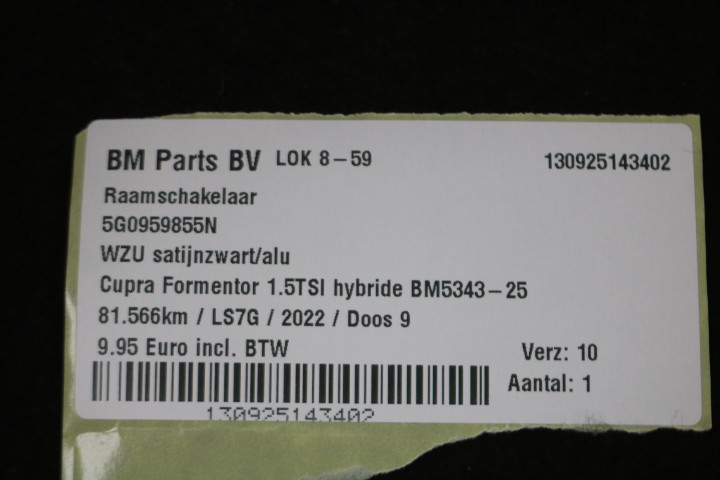 BM Parts BV LOK 8-59 130925143402
Raamschakelaar
5G0959855N
WZU satijnzwart/alu
Cupra Formentor 1.5TSI hybride BM5343-25
81.566km / LS7G / 2022 / Doos 9
9.95 Euro incl. BTW Verz: 10
Aantal: 1
130925143402